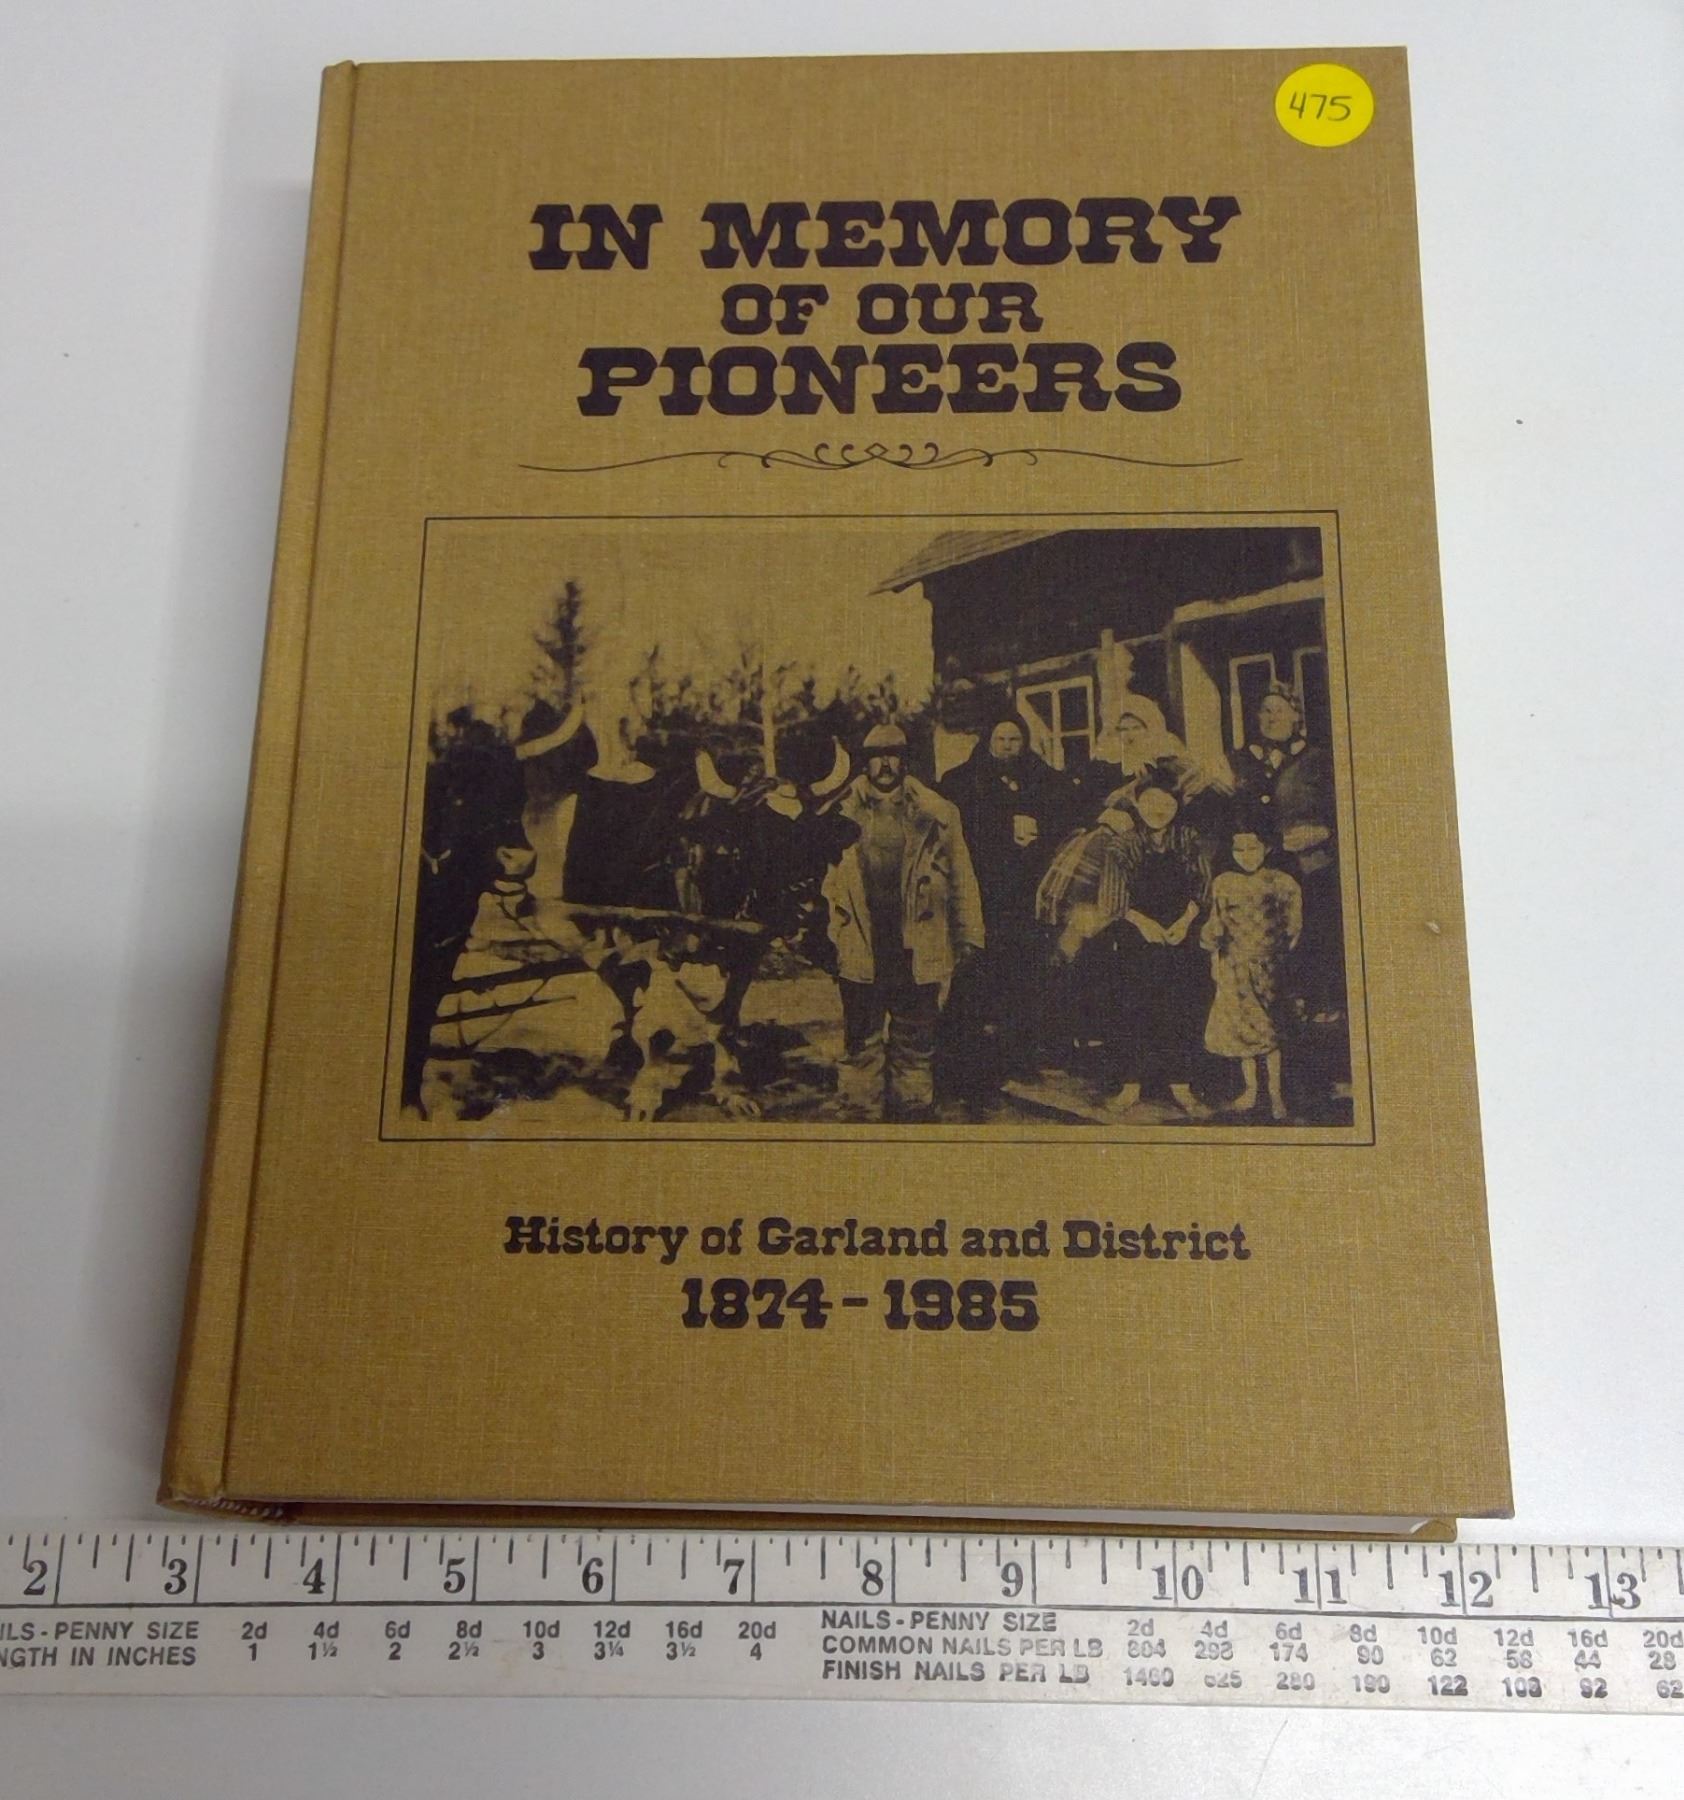 475
IN MEMORY
OF OUR
PIONEERS
History of Garland and District
1874-1985
2 3 4 5 6 7 8 9 10 11 12 13
NAILS-PENNY SIZE 2d 4d 6d 8d 10d 12d 16d 20d
COMMON NAILS PER LB 298 174 90 62 44 28
FINISH NAILS PER LB 280 190 122 92 62
ILS-PENNY SIZE 2d 4d 6d 8d 10d 12d 16d 20d
NGTH IN INCHES 1 1½ 2 2½ 3 3¼ 3½ 4